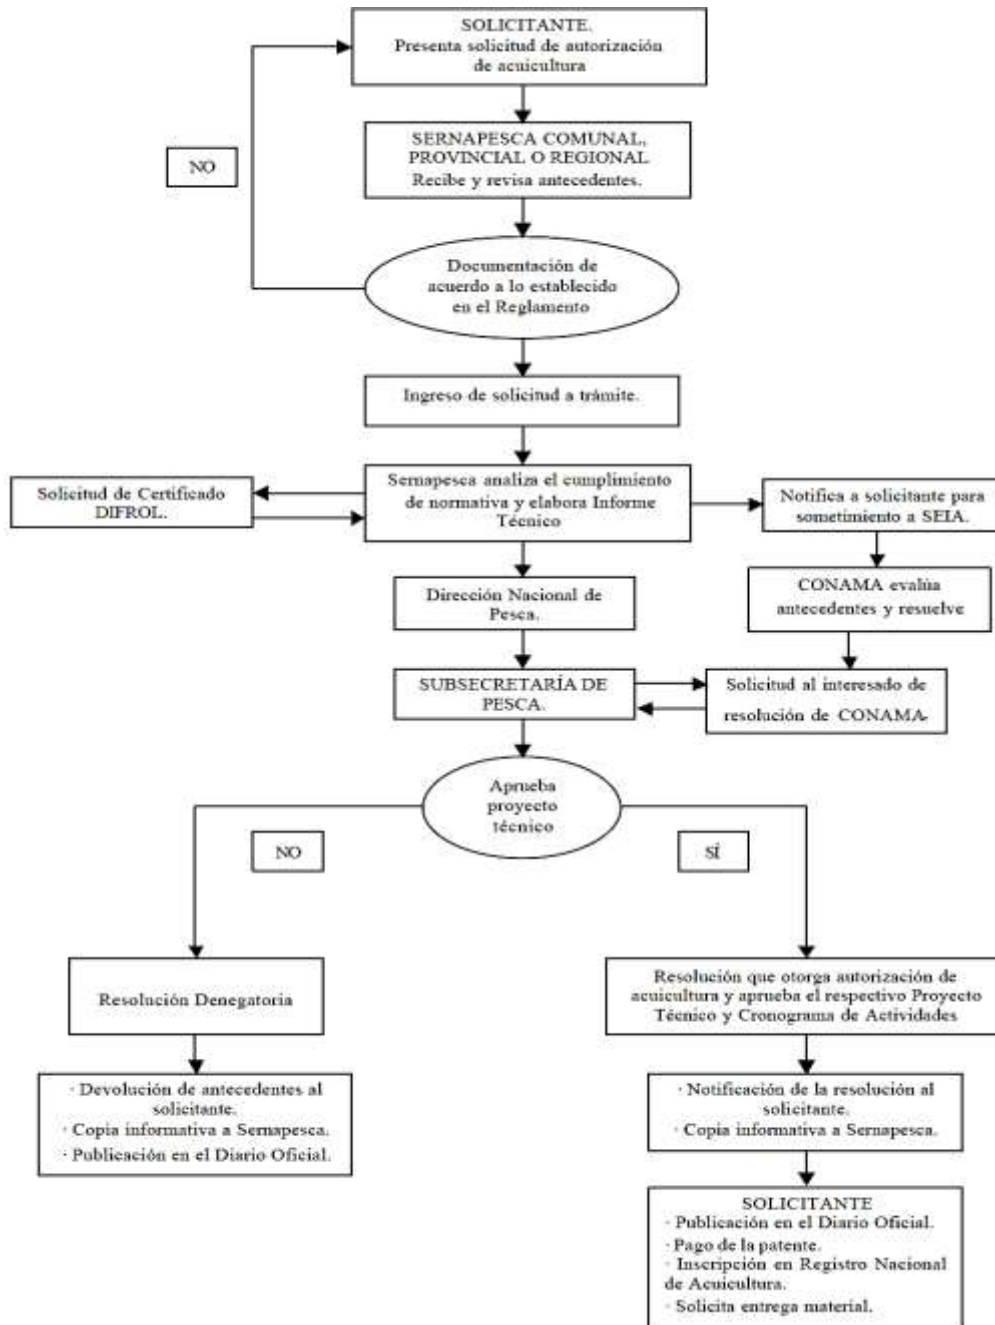 SOLICITANTE.
Presenta solicitud de autorización
de acuicultura
NO
SERNAPESCA COMUNAL,
PROVINCIAL O REGIONAL
Recibe y revisa antecedentes.
Documentación de
acuerdo a lo establecido
en el Reglamento
Ingreso de solicitud a trámite.
Solicitud de Certificado
DIFROL.
Sernapesca analiza el cumplimiento
de normativa y elabora Informe
Técnico
Notifica a solicitante para
sometimiento a SEIA.
Dirección Nacional de
Pesca.
CONAMA evalúa
antecedentes y resuelve
SUBSECRETARÍA DE
PESCA.
Solicitud al interesado de
resolución de CONAMA.
Aprueba
proyecto
técnico
NO
SÍ
Resolución Denegatoria
Resolución que otorga autorización de
acuicultura y aprueba el respectivo Proyecto
Técnico y Cronograma de Actividades
· Devolución de antecedentes al
solicitante.
· Copia informativa a Sernapesca.
· Publicación en el Diario Oficial.
· Notificación de la resolución al
solicitante.
· Copia informativa a Sernapesca.
SOLICITANTE
· Publicación en el Diario Oficial.
· Pago de la patente.
· Inscripción en Registro Nacional
de Acuicultura.
· Solicita entrega material.